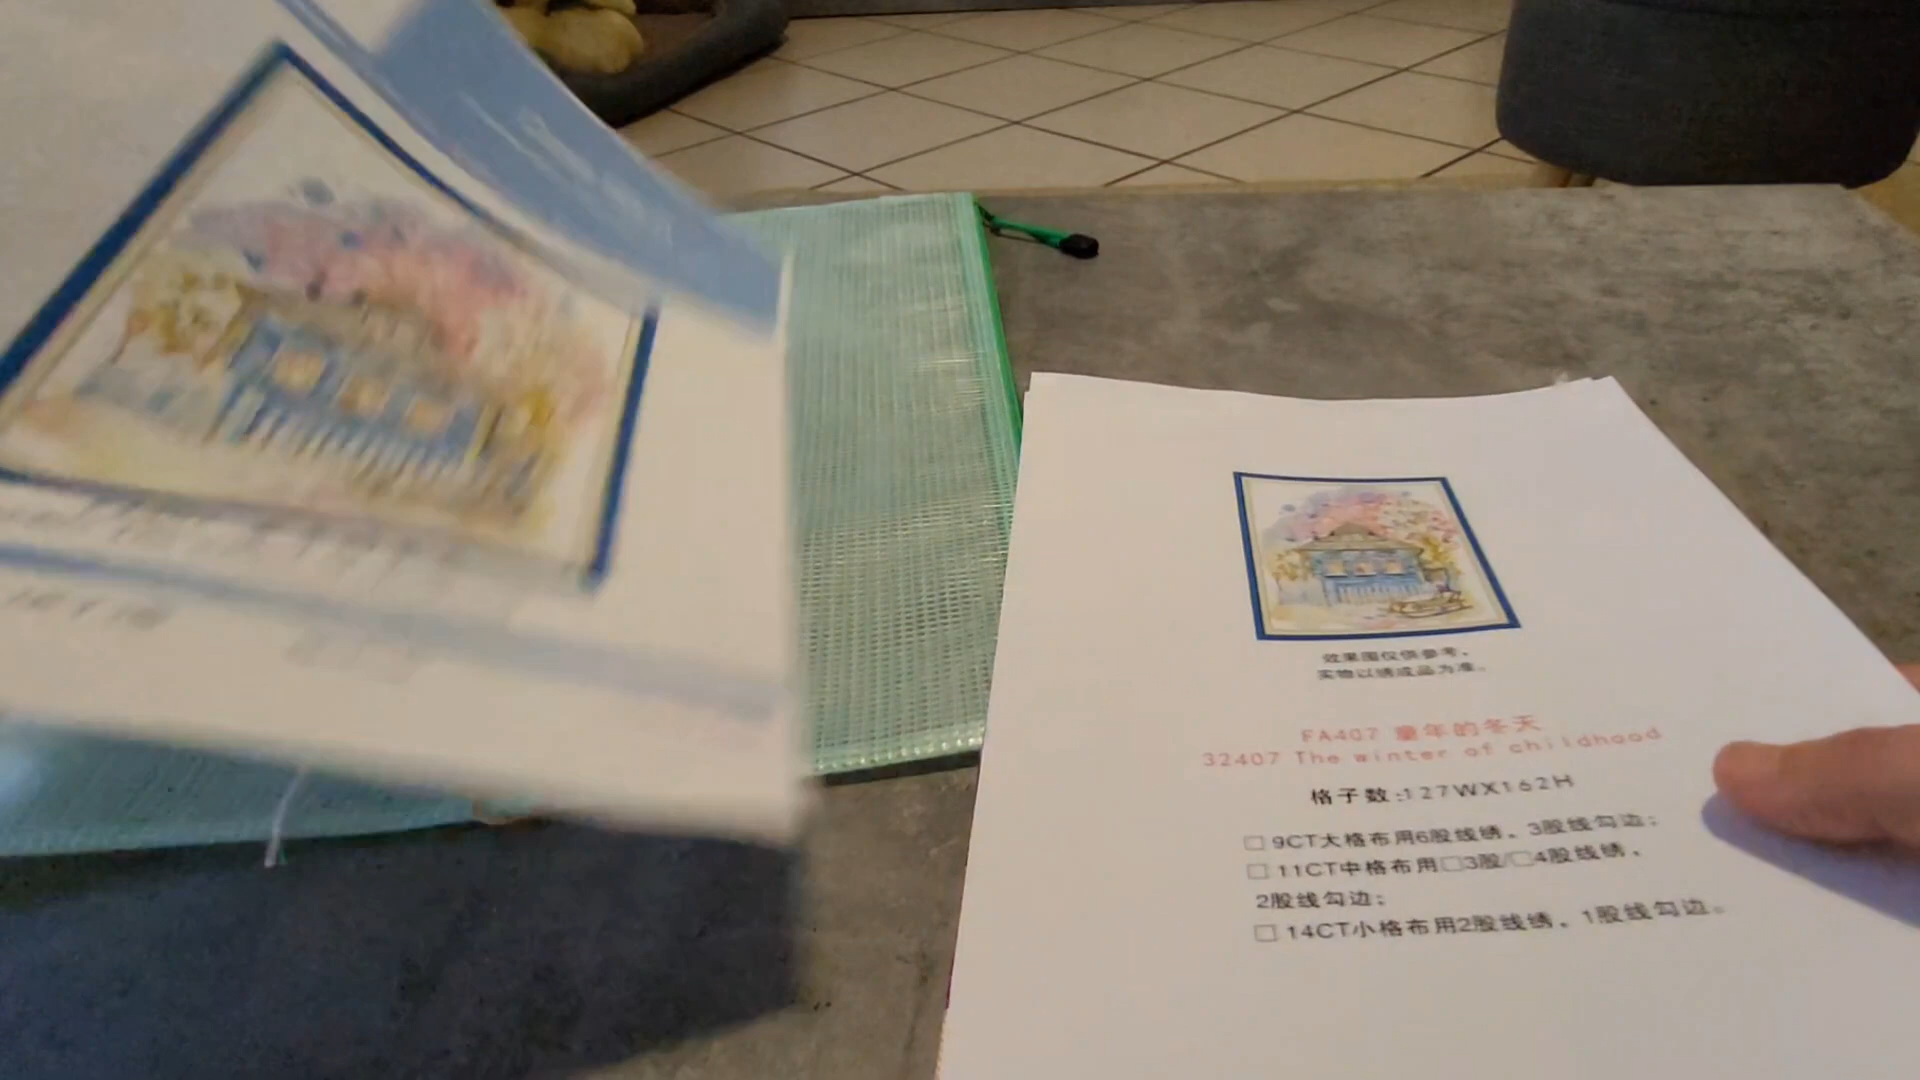 效果图仅供参考，
实物以绣成品为准。
FA407 童年的冬天
32407 The winter of childhood
格子数:127WX162H
□ 9CT大格布用6股线绣，3股线勾边；
□ 11CT中格布用□3股/□4股线绣，
2股线勾边；
□ 14CT小格布用2股线绣，1股线勾边。